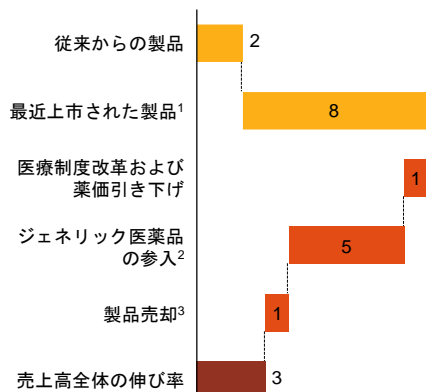 従来からの製品 2
最近上市された製品¹ 8
医療制度改革および
薬価引き下げ 1
ジェネリック医薬品
の参入² 5
製品売却³ 1
売上高全体の伸び率 3